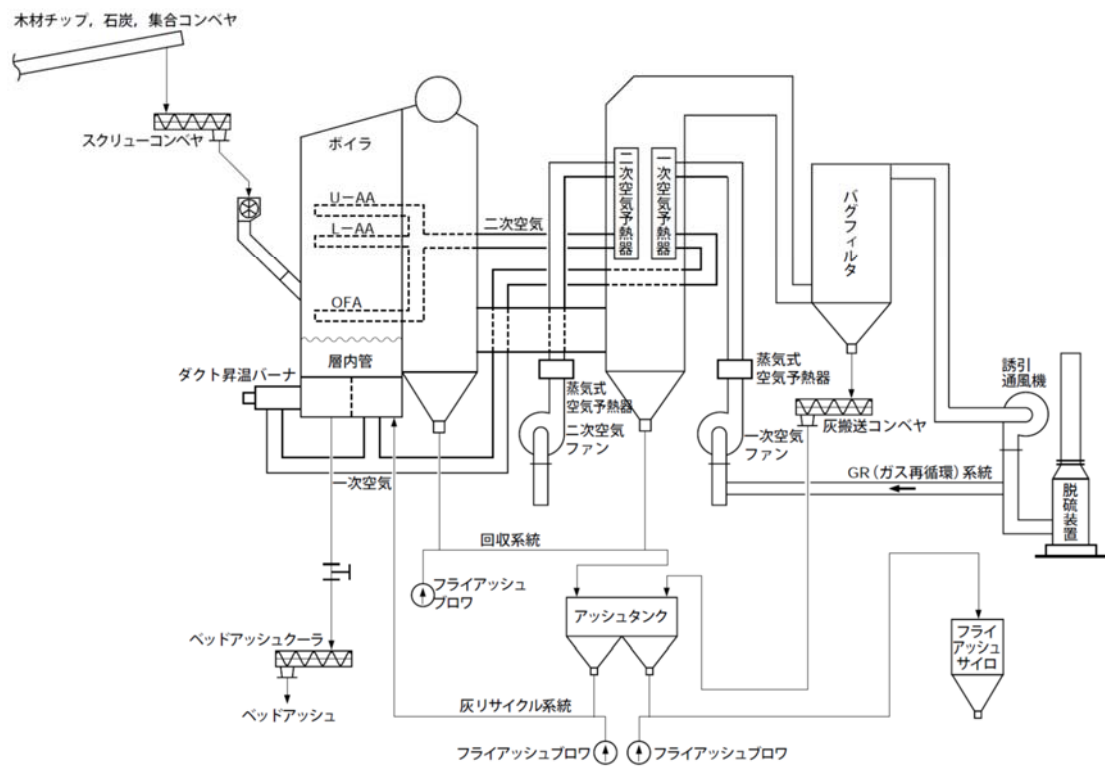 木材チップ，石炭，集合コンベヤ
スクリューコンベヤ
ボイラ
U－AA
L－AA
OFA
層内管
ダクト昇温バーナ
一次空気
二次空気
二次空気予熱器
一次空気予熱器
蒸気式
空気予熱器
二次空気
ファン
蒸気式
空気予熱器
一次空気
ファン
バグフィルタ
灰搬送コンベヤ
誘引
通風機
GR（ガス再循環）系統
脱硫装置
回収系統
フライアッシュ
ブロワ
アッシュタンク
フライ
アッシュ
サイロ
ベッドアッシュクーラ
ベッドアッシュ
灰リサイクル系統
フライアッシュブロワ
フライアッシュブロワ